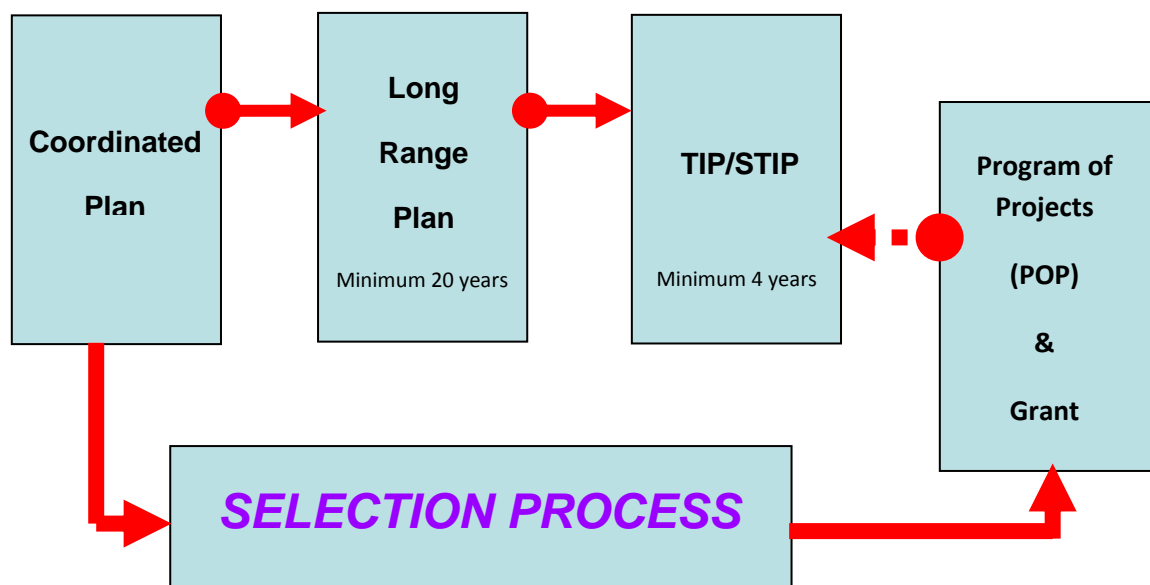 Coordinated
Plan
Long
Range
Plan
Minimum 20 years
TIP/STIP
Minimum 4 years
Program of
Projects
(POP)
&
Grant
SELECTION PROCESS